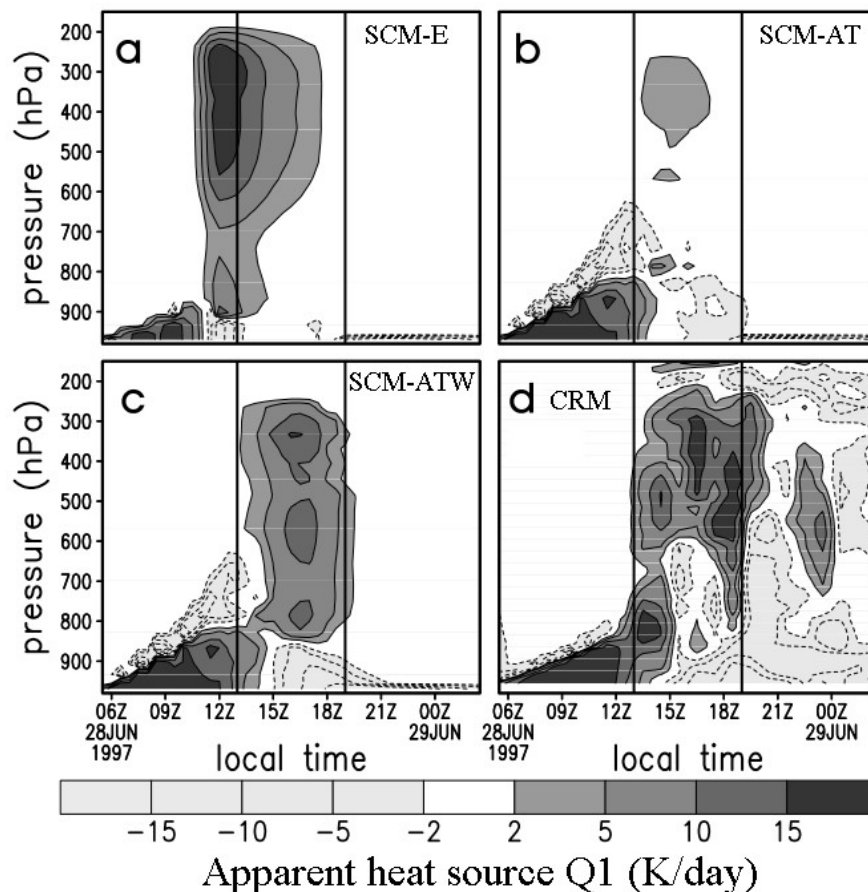 a SCM-E
b SCM-AT
pressure (hPa)
200
300
400
500
600
700
800
900
c SCM-ATW
d CRM
pressure (hPa)
200
300
400
500
600
700
800
900
06Z 09Z 12Z 15Z 18Z 21Z 00Z
28JUN 29JUN
1997
local time
06Z 09Z 12Z 15Z 18Z 21Z 00Z
28JUN 29JUN
1997
local time
−15 −10 −5 −2 2 5 10 15
Apparent heat source Q1 (K/day)